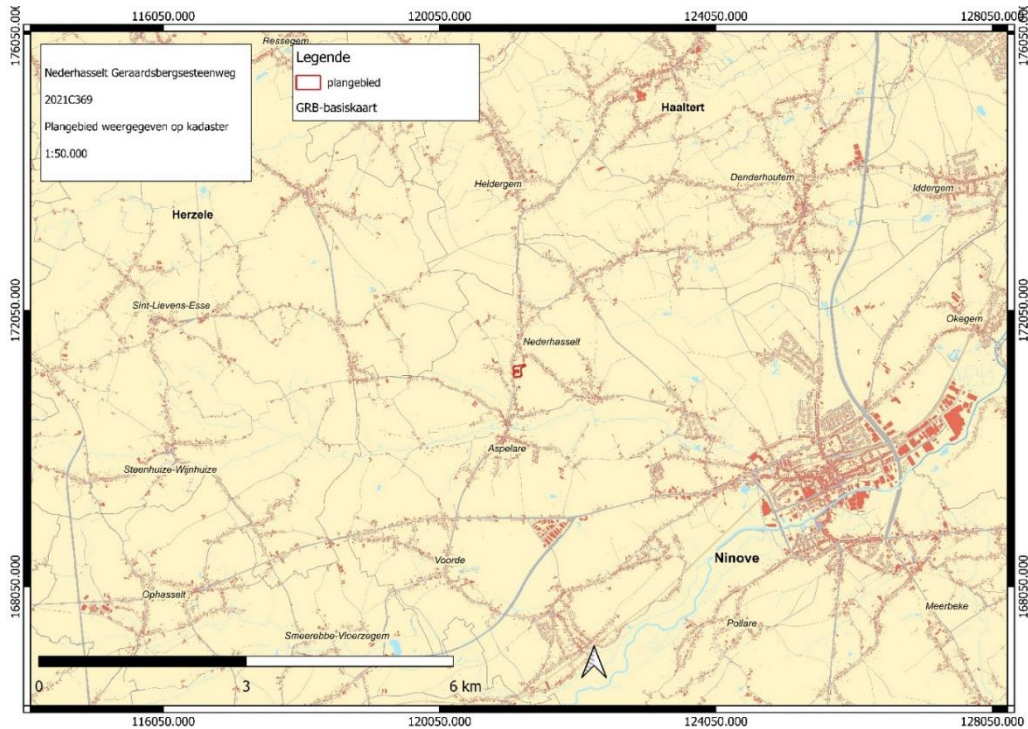 116050.000
120050.000
124050.000
128050.000
176050.000
176050.000
Ressegem
Legende
plangebied
GRB-basiskaart
Nederhasselt Geraardsbergsesteenweg
2021C369
Plangebied weergegeven op kadaster
1:50.000
Haaltert
Denderhoutem
Heldergem
Iddergem
Herzele
Sint-Lievens-Esse
172050.000
172050.000
Okegem
Nederhasselt
Aspelare
Steenhuize-Wijnhuize
Ninove
Voorde
168050.000
168050.000
Ophasselt
Meerbeke
Pollare
Smeerebbe-Vloerzegem
0
3
6 km
116050.000
120050.000
124050.000
128050.000